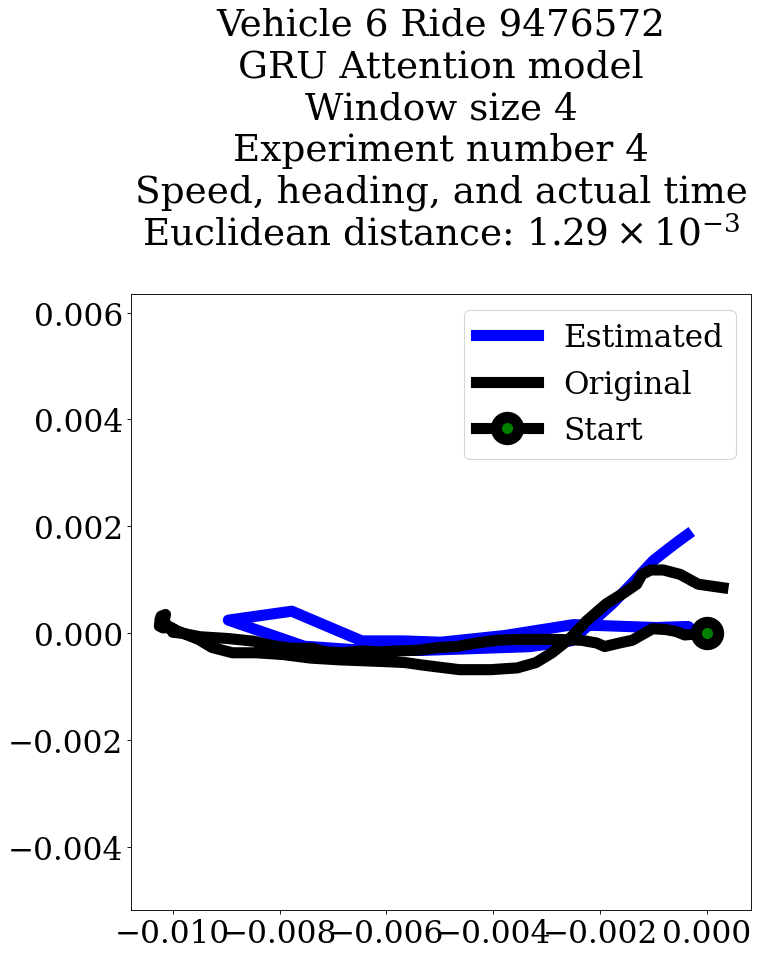 Vehicle 6 Ride 9476572
GRU Attention model
Window size 4
Experiment number 4
Speed, heading, and actual time
Euclidean distance: 1.29 × 10⁻³
Estimated
Original
Start
0.006
0.004
0.002
0.000
−0.002
−0.004
−0.010 −0.008 −0.006 −0.004 −0.002 0.000